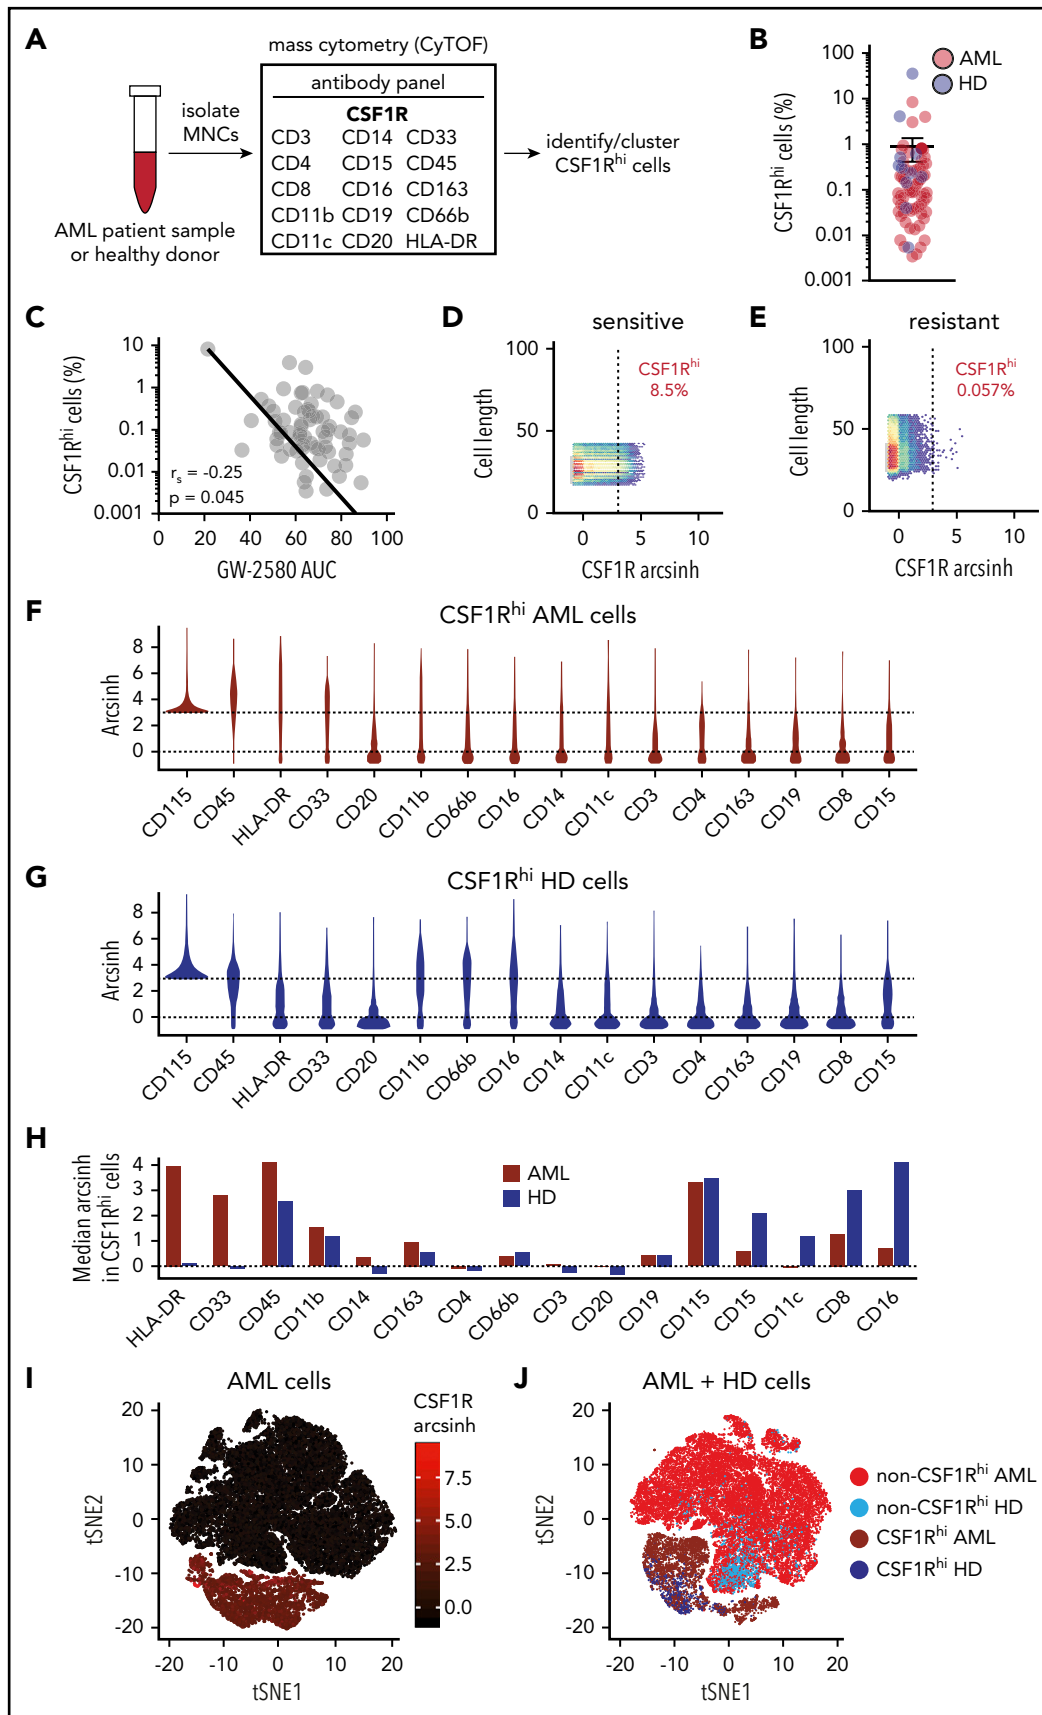 A
mass cytometry (CyTOF)
isolate
MNCs
antibody panel
CSF1R
CD3 CD14 CD33
CD4 CD15 CD45
CD8 CD16 CD163
CD11b CD19 CD66b
CD11c CD20 HLA-DR
identify/cluster
CSF1Rhi cells
AML patient sample
or healthy donor
B
CSF1Rhi cells (%)
100
10
1
0.1
0.01
0.001
AML
HD
C
CSF1Rhi cells (%)
10
1
0.1
0.01
0.001
rs = -0.25
p = 0.045
0 20 40 60 80 100
GW-2580 AUC
D
sensitive
Cell length
100
50
0
CSF1Rhi
8.5%
0 5 10
CSF1R arcsinh
E
resistant
Cell length
100
50
0
CSF1Rhi
0.057%
0 5 10
CSF1R arcsinh
F
CSF1Rhi AML cells
Arcsinh
8
6
4
2
0
CD115 CD45 HLA-DR CD33 CD20 CD11b CD66b CD16 CD14 CD11c CD3 CD4 CD163 CD19 CD8 CD15
G
CSF1Rhi HD cells
Arcsinh
8
6
4
2
0
CD115 CD45 HLA-DR CD33 CD20 CD11b CD66b CD16 CD14 CD11c CD3 CD4 CD163 CD19 CD8 CD15
H
Median arcsinh
in CSF1Rhi cells
4
3
2
1
0
AML
HD
HLA-DR CD33 CD45 CD11b CD14 CD163 CD4 CD66b CD3 CD20 CD19 CD115 CD15 CD11c CD8 CD16
I
AML cells
tSNE2
20
10
0
-10
-20
-20 -10 0 10 20
tSNE1
CSF1R
arcsinh
7.5
5.0
2.5
0.0
J
AML + HD cells
tSNE2
20
10
0
-10
-20
-20 -10 0 10 20
tSNE1
non-CSF1Rhi AML
non-CSF1Rhi HD
CSF1Rhi AML
CSF1Rhi HD